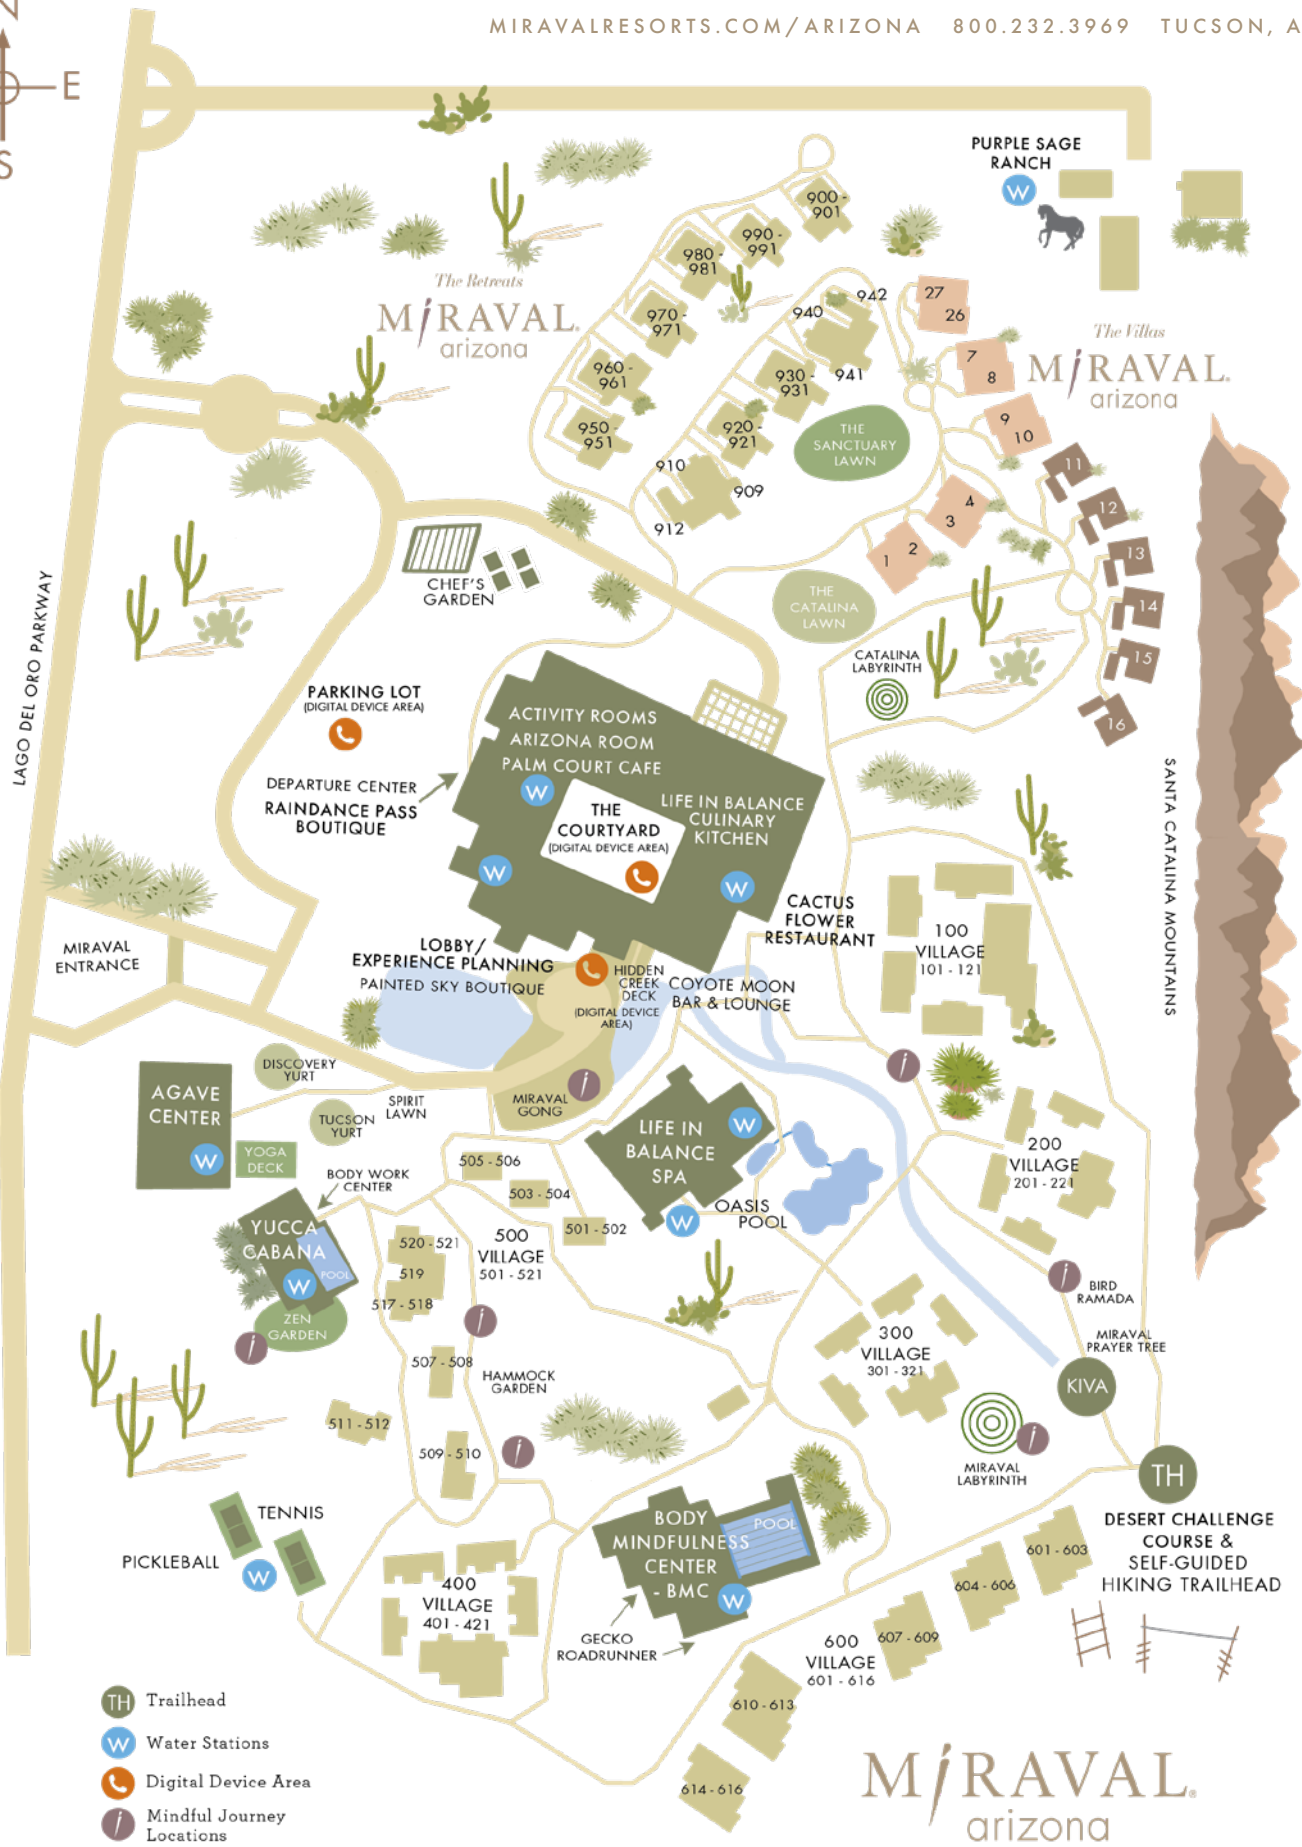 MIRAVALRESORTS.COM/ARIZONA 800.232.3969 TUCSON, A
N
E
S
PURPLE SAGE
RANCH
W
900 -
901
990 -
991
980 -
981
970 -
971
960 -
961
950 -
951
The Retreats
MIRAVAL.
arizona
942
940
941
930 -
931
920 -
921
910
909
912
27
26
7
8
9
10
The Villas
MIRAVAL.
arizona
THE
SANCTUARY
LAWN
11
12
13
14
15
16
4
3
2
1
CHEF'S
GARDEN
THE
CATALINA
LAWN
CATALINA
LABYRINTH
LAGO DEL ORO PARKWAY
SANTA CATALINA MOUNTAINS
PARKING LOT
(DIGITAL DEVICE AREA)
DEPARTURE CENTER
RAINDANCE PASS
BOUTIQUE
ACTIVITY ROOMS
ARIZONA ROOM
PALM COURT CAFE
W
THE
COURTYARD
(DIGITAL DEVICE AREA)
LIFE IN BALANCE
CULINARY
KITCHEN
W
W
CACTUS
FLOWER
RESTAURANT
MIRAVAL
ENTRANCE
LOBBY/
EXPERIENCE PLANNING
PAINTED SKY BOUTIQUE
HIDDEN
CREEK
DECK
(DIGITAL DEVICE
AREA)
COYOTE MOON
BAR & LOUNGE
100
VILLAGE
101 - 121
DISCOVERY
YURT
AGAVE
CENTER
W
YOGA
DECK
TUCSON
YURT
SPIRIT
LAWN
MIRAVAL
GONG
LIFE IN
BALANCE
SPA
W
W
OASIS
POOL
200
VILLAGE
201 - 221
BODY WORK
CENTER
505 - 506
503 - 504
501 - 502
500
VILLAGE
501 - 521
YUCCA
CABANA
POOL
W
ZEN
GARDEN
520 - 521
519
517 - 518
507 - 508
HAMMOCK
GARDEN
511 - 512
509 - 510
BIRD
RAMADA
MIRAVAL
PRAYER TREE
KIVA
300
VILLAGE
301 - 321
MIRAVAL
LABYRINTH
TH
DESERT CHALLENGE
COURSE &
SELF-GUIDED
HIKING TRAILHEAD
TENNIS
PICKLEBALL
W
BODY
MINDFULNESS
CENTER
- BMC
POOL
W
GECKO
ROADRUNNER
400
VILLAGE
401 - 421
601 - 603
604 - 606
607 - 609
600
VILLAGE
601 - 616
610 - 613
614 - 616
TH Trailhead
W Water Stations
Digital Device Area
Mindful Journey
Locations
MIRAVAL.
arizona